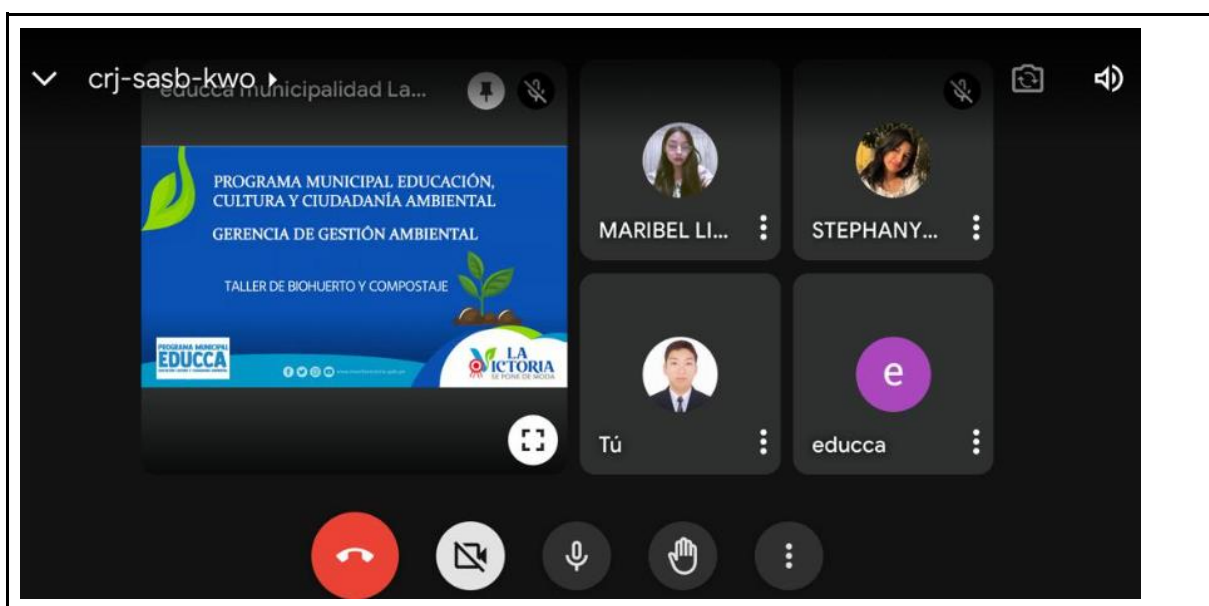 crj-sasb-kwo
educca municipalidad La...
PROGRAMA MUNICIPAL EDUCACIÓN,
CULTURA Y CIUDADANÍA AMBIENTAL
GERENCIA DE GESTIÓN AMBIENTAL
TALLER DE BIOHUERTO Y COMPOSTAJE
PROGRAMA MUNICIPAL
EDUCCA
LA
VICTORIA
SE PONE DE MODA
MARIBEL LI...
STEPHANY...
Tú
e
educca